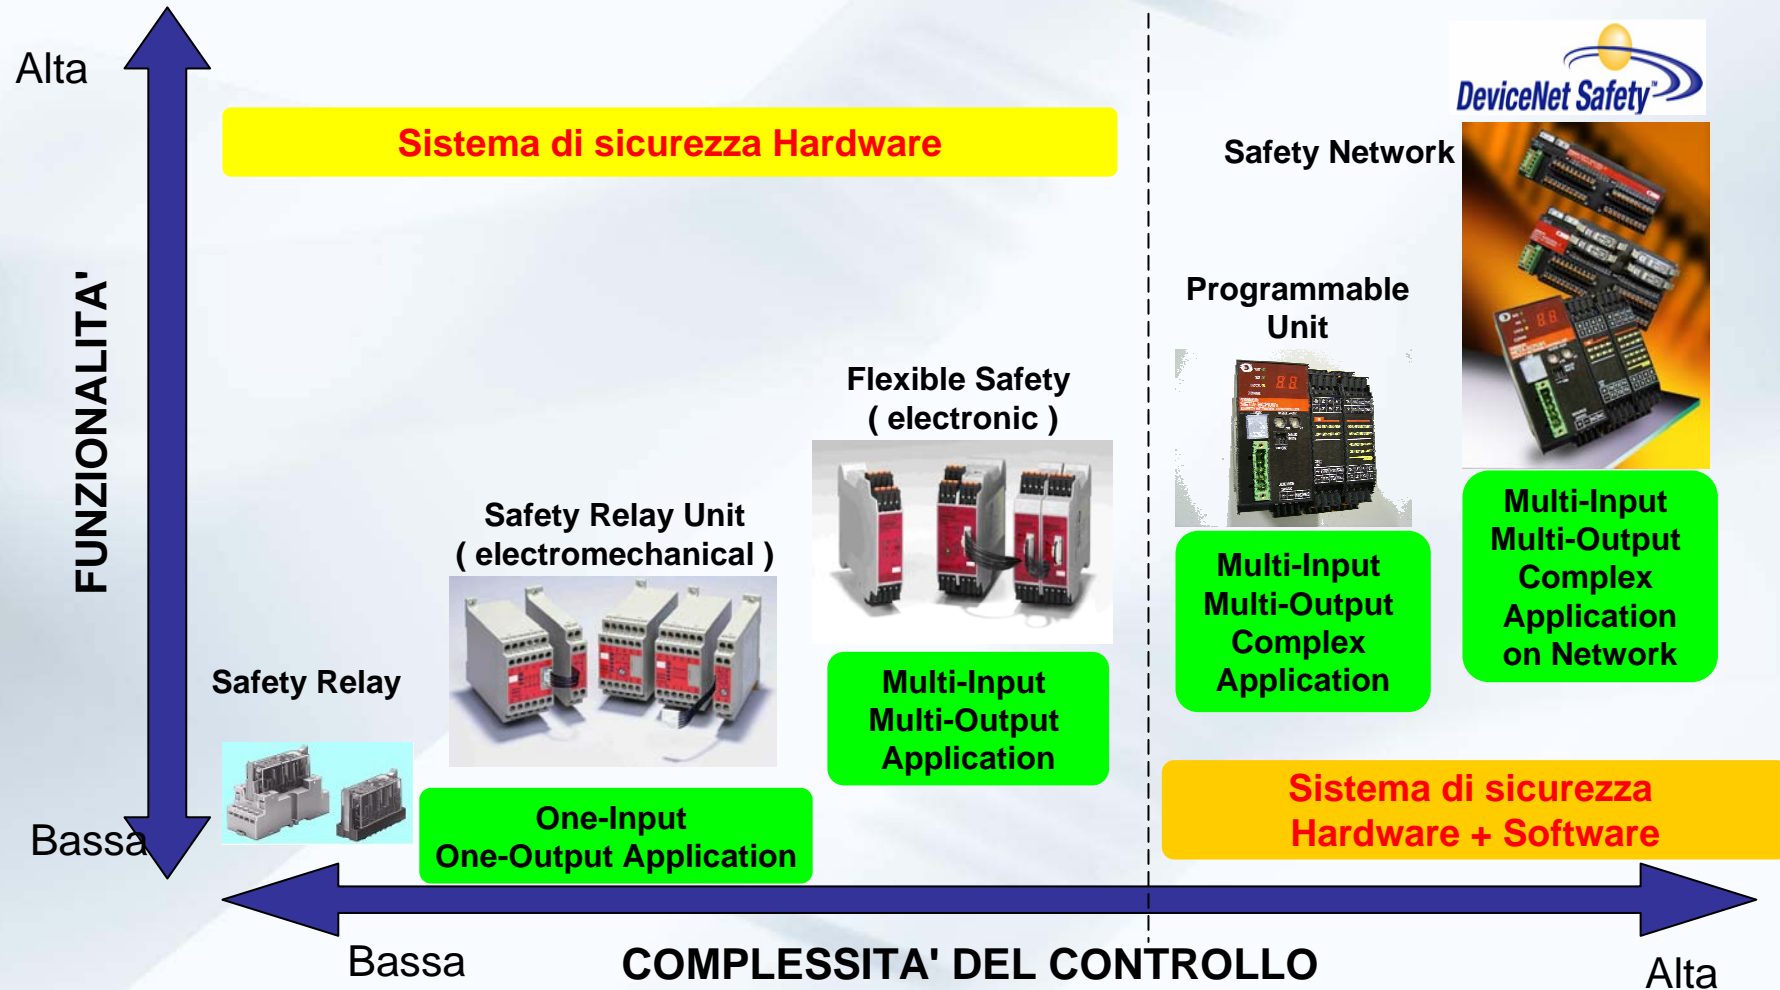 Alta
DeviceNet Safety™
Sistema di sicurezza Hardware
Safety Network
Programmable
Unit
FUNZIONALITA'
Flexible Safety
( electronic )
Safety Relay Unit
( electromechanical )
Safety Relay
Multi-Input
Multi-Output
Complex
Application
on Network
Multi-Input
Multi-Output
Complex
Application
Multi-Input
Multi-Output
Application
One-Input
One-Output Application
Sistema di sicurezza
Hardware + Software
Bassa
Bassa
COMPLESSITA' DEL CONTROLLO
Alta